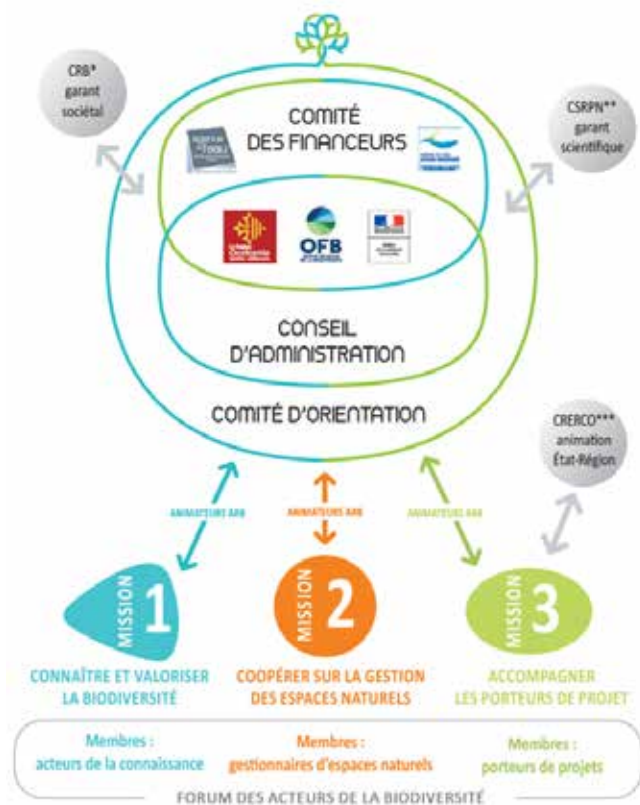 CRB*
garant
sociétal
CSRPN**
garant
scientifique
COMITÉ
DES FINANCEURS
OFB
CONSEIL
D'ADMINISTRATION
COMITÉ D'ORIENTATION
CRERCO***
animation
État-Région
ANIMATEURS ARB
ANIMATEURS ARB
ANIMATEURS ARB
MISSION 1
MISSION 2
MISSION 3
CONNAÎTRE ET VALORISER
LA BIODIVERSITÉ
COOPÉRER SUR LA GESTION
DES ESPACES NATURELS
ACCOMPAGNER
LES PORTEURS DE PROJET
Membres :
acteurs de la connaissance
Membres :
gestionnaires d'espaces naturels
Membres :
porteurs de projets
FORUM DES ACTEURS DE LA BIODIVERSITÉ